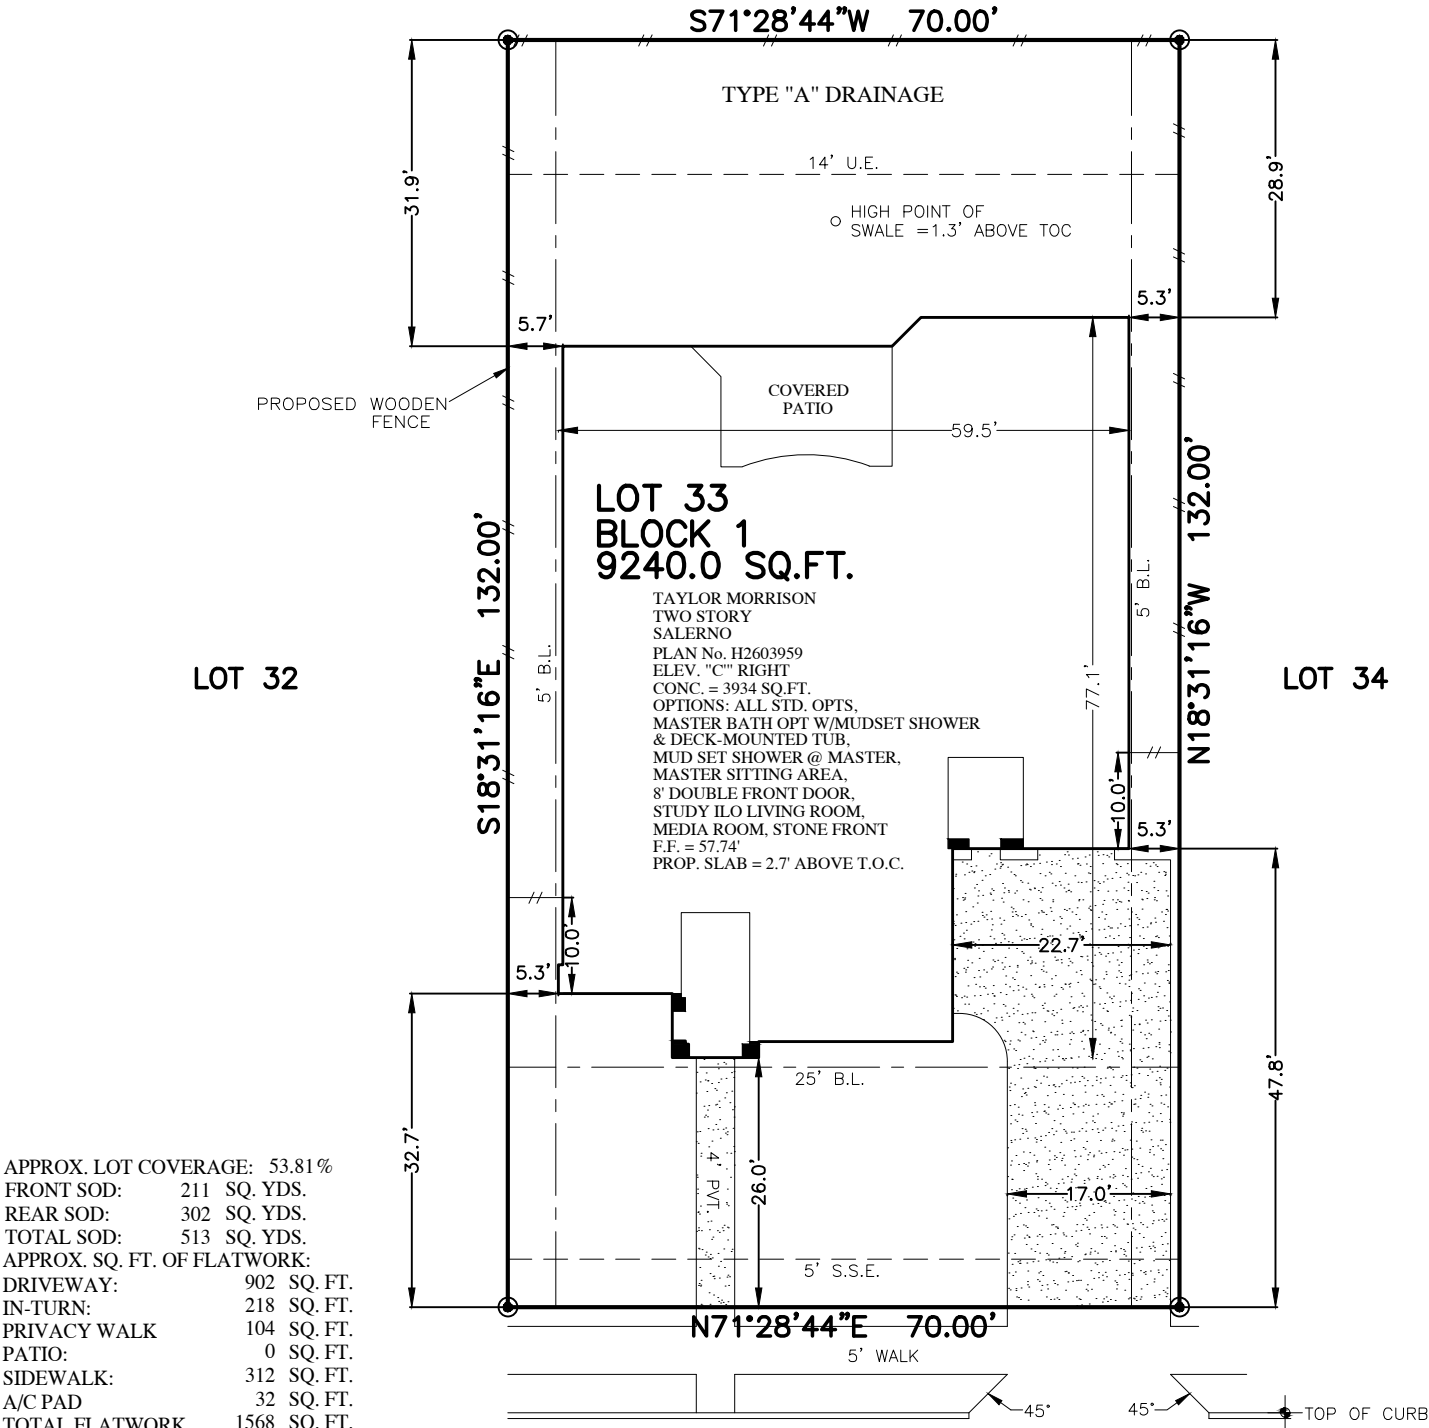 S71°28'44"W 70.00'
TYPE "A" DRAINAGE
14' U.E.
HIGH POINT OF
SWALE =1.3' ABOVE TOC
31.9'
28.9'
5.7'
5.3'
PROPOSED WOODEN
FENCE
COVERED
PATIO
59.5'
LOT 33
BLOCK 1
9240.0 SQ.FT.
TAYLOR MORRISON
TWO STORY
SALERNO
PLAN No. H2603959
ELEV. "C" RIGHT
CONC. = 3934 SQ.FT.
OPTIONS: ALL STD. OPTS,
MASTER BATH OPT W/MUDSET SHOWER
& DECK-MOUNTED TUB,
MUD SET SHOWER @ MASTER,
MASTER SITTING AREA,
8' DOUBLE FRONT DOOR,
STUDY ILO LIVING ROOM,
MEDIA ROOM, STONE FRONT
F.F. = 57.74'
PROP. SLAB = 2.7' ABOVE T.O.C.
S18°31'16"E 132.00'
5' B.L.
LOT 32
5' B.L.
N18°31'16"W 132.00'
LOT 34
77.1'
10.0'
5.3'
22.7'
10.0'
5.3'
25' B.L.
32.7'
47.8'
4' PVT.
26.0'
17.0'
5' S.S.E.
N71°28'44"E 70.00'
5' WALK
45°
45°
TOP OF CURB
APPROX. LOT COVERAGE: 53.81%
FRONT SOD: 211 SQ. YDS.
REAR SOD: 302 SQ. YDS.
TOTAL SOD: 513 SQ. YDS.
APPROX. SQ. FT. OF FLATWORK:
DRIVEWAY: 902 SQ. FT.
IN-TURN: 218 SQ. FT.
PRIVACY WALK 104 SQ. FT.
PATIO: 0 SQ. FT.
SIDEWALK: 312 SQ. FT.
A/C PAD 32 SQ. FT.
TOTAL FLATWORK 1568 SQ. FT.